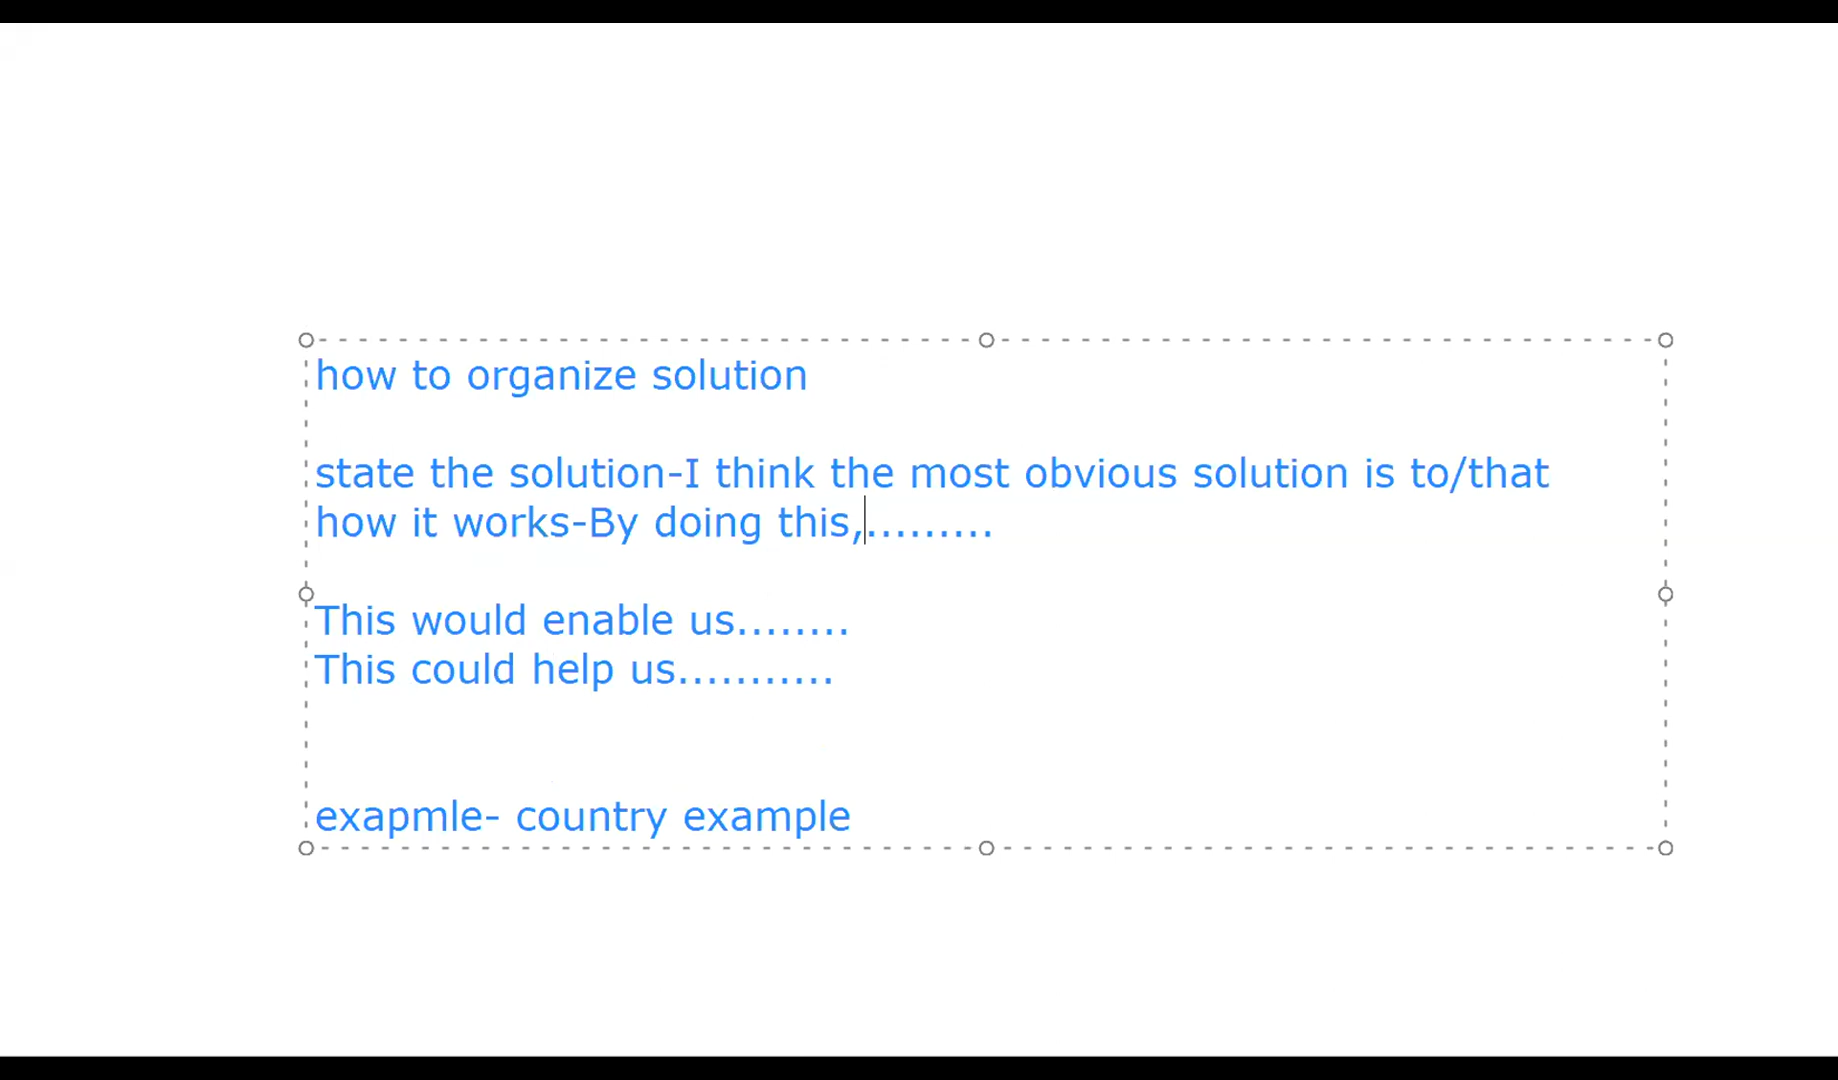 how to organize solution
state the solution-I think the most obvious solution is to/that
how it works-By doing this,.........
This would enable us........
This could help us...........
exapmle- country example